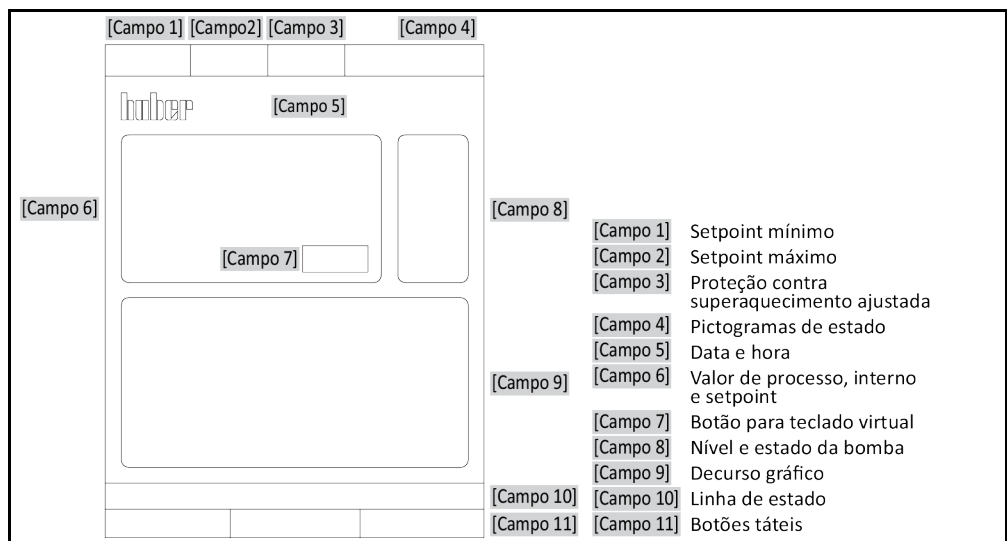 [Campo 1] [Campo2] [Campo 3] [Campo 4]
huber
[Campo 5]
[Campo 6]
[Campo 7]
[Campo 8]
[Campo 9]
[Campo 10]
[Campo 11]
[Campo 1] Setpoint mínimo
[Campo 2] Setpoint máximo
[Campo 3] Proteção contra
superaquecimento ajustada
[Campo 4] Pictogramas de estado
[Campo 5] Data e hora
[Campo 6] Valor de processo, interno
e setpoint
[Campo 7] Botão para teclado virtual
[Campo 8] Nível e estado da bomba
[Campo 9] Decurso gráfico
[Campo 10] Linha de estado
[Campo 11] Botões táteis